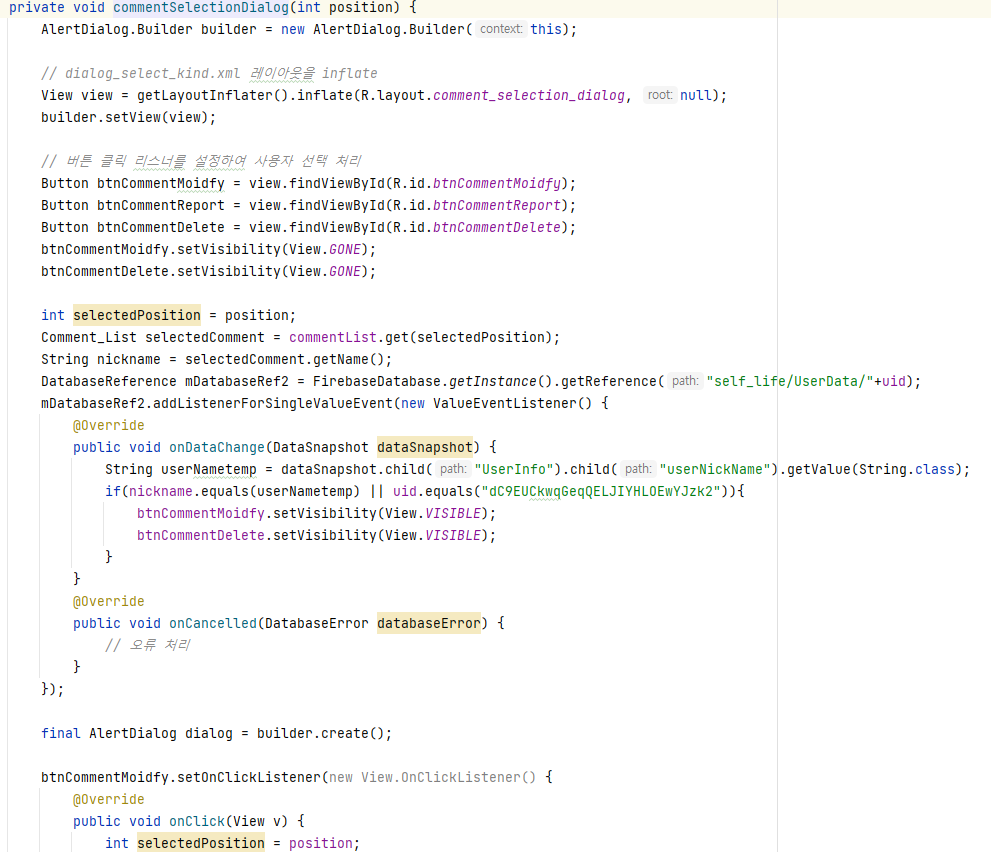 private void commentSelectionDialog(int position) {
AlertDialog.Builder builder = new AlertDialog.Builder( context: this);
// dialog_select_kind.xml 레이아웃을 inflate
View view = getLayoutInflater().inflate(R.layout.comment_selection_dialog, root: null);
builder.setView(view);
// 버튼 클릭 리스너를 설정하여 사용자 선택 처리
Button btnCommentMoidfy = view.findViewById(R.id.btnCommentMoidfy);
Button btnCommentReport = view.findViewById(R.id.btnCommentReport);
Button btnCommentDelete = view.findViewById(R.id.btnCommentDelete);
btnCommentMoidfy.setVisibility(View.GONE);
btnCommentDelete.setVisibility(View.GONE);
int selectedPosition = position;
Comment_List selectedComment = commentList.get(selectedPosition);
String nickname = selectedComment.getName();
DatabaseReference mDatabaseRef2 = FirebaseDatabase.getInstance().getReference( path: "self_life/UserData/"+uid);
mDatabaseRef2.addListenerForSingleValueEvent(new ValueEventListener() {
@Override
public void onDataChange(DataSnapshot dataSnapshot) {
String userNametemp = dataSnapshot.child( path: "UserInfo").child( path: "userNickName").getValue(String.class);
if(nickname.equals(userNametemp) || uid.equals("dC9EUCkwqGeqQELJIYHLOEwYJzk2")){
btnCommentMoidfy.setVisibility(View.VISIBLE);
btnCommentDelete.setVisibility(View.VISIBLE);
}
}
@Override
public void onCancelled(DatabaseError databaseError) {
// 오류 처리
}
});
final AlertDialog dialog = builder.create();
btnCommentMoidfy.setOnClickListener(new View.OnClickListener() {
@Override
public void onClick(View v) {
int selectedPosition = position;